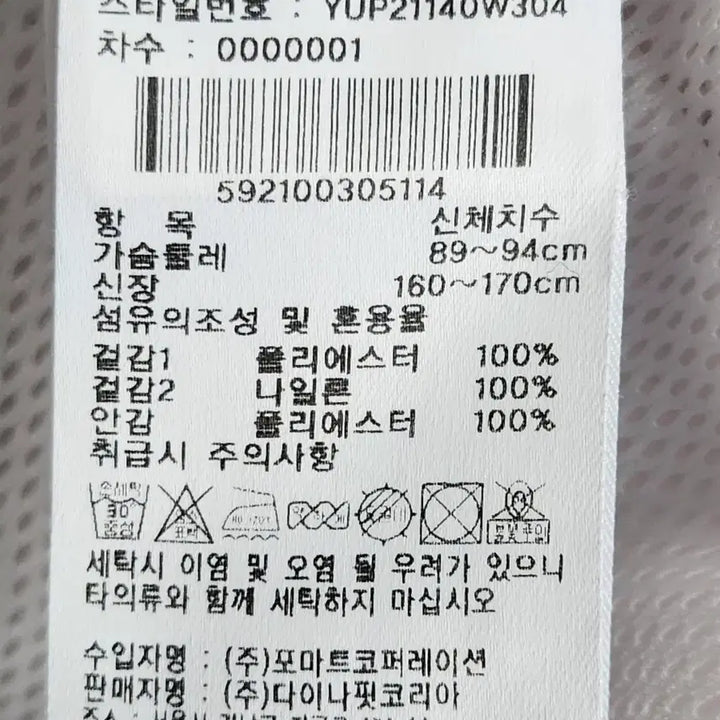 스타일번호 : YUP21140W304
차수 : 0000001
592100305114
항 목 신체치수
가슴둘레 89~94cm
신장 160~170cm
섬유의조성 및 혼용율
겉감1 폴리에스터 100%
겉감2 나일론 100%
안감 폴리에스터 100%
취급시 주의사항
손세탁
30
중성
세탁시 이염 및 오염 될 우려가 있으니
타의류와 함께 세탁하지 마십시오
수입자명 : (주)포마트코퍼레이션
판매자명 : (주)다이나핏코리아